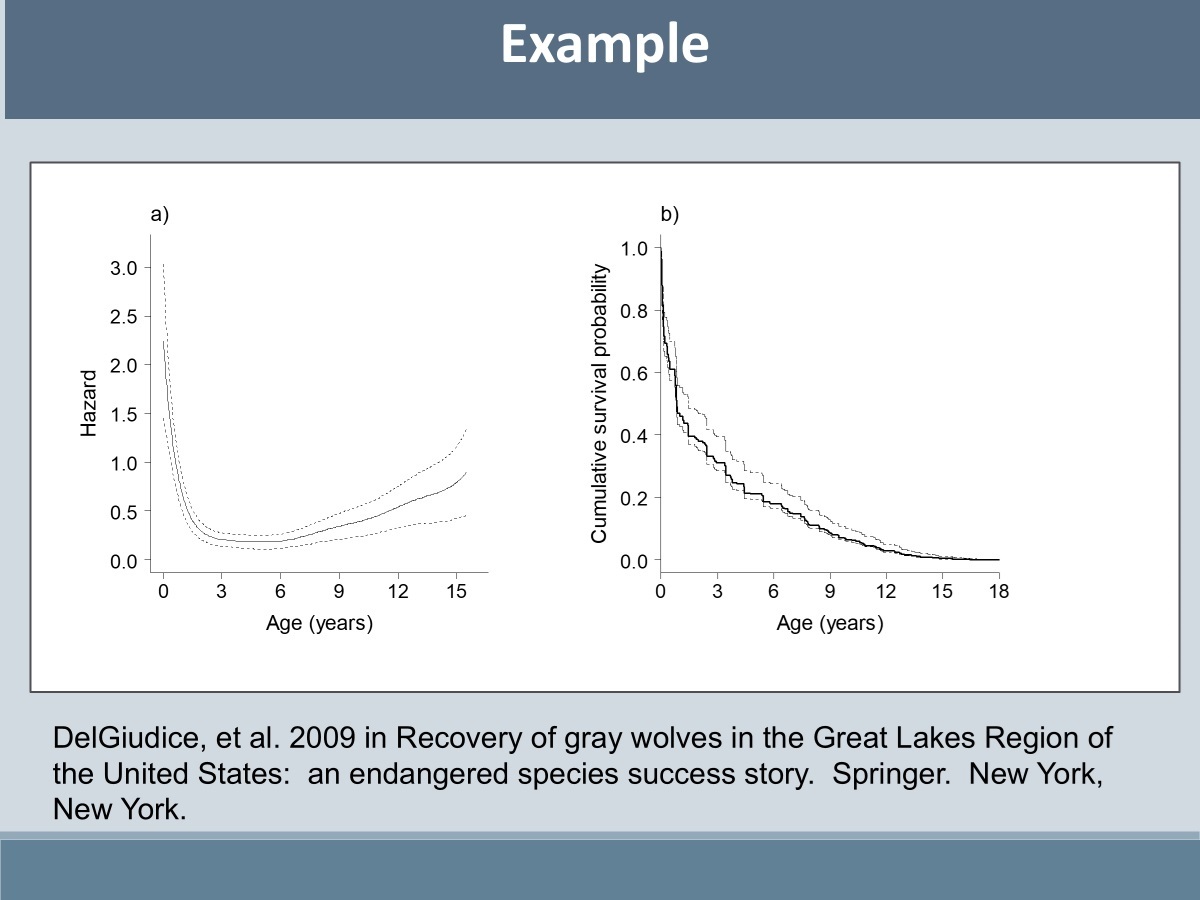 Example
a)
3.0
2.5
2.0
1.5
1.0
0.5
0.0
Hazard
0 3 6 9 12 15
Age (years)
b)
1.0
0.8
0.6
0.4
0.2
0.0
Cumulative survival probability
0 3 6 9 12 15 18
Age (years)
DelGiudice, et al. 2009 in Recovery of gray wolves in the Great Lakes Region of
the United States:  an endangered species success story.  Springer.  New York,
New York.